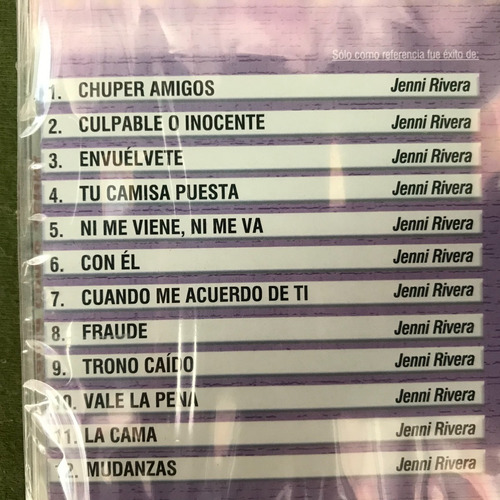 Solo como referencia fue éxito de:
1. CHUPER AMIGOS Jenni Rivera
2. CULPABLE O INOCENTE Jenni Rivera
3. ENVUÉLVETE Jenni Rivera
4. TU CAMISA PUESTA Jenni Rivera
5. NI ME VIENE, NI ME VA Jenni Rivera
6. CON ÉL Jenni Rivera
7. CUANDO ME ACUERDO DE TI Jenni Rivera
8. FRAUDE Jenni Rivera
9. TRONO CAÍDO Jenni Rivera
10. VALE LA PENA Jenni Rivera
11. LA CAMA Jenni Rivera
12. MUDANZAS Jenni Rivera